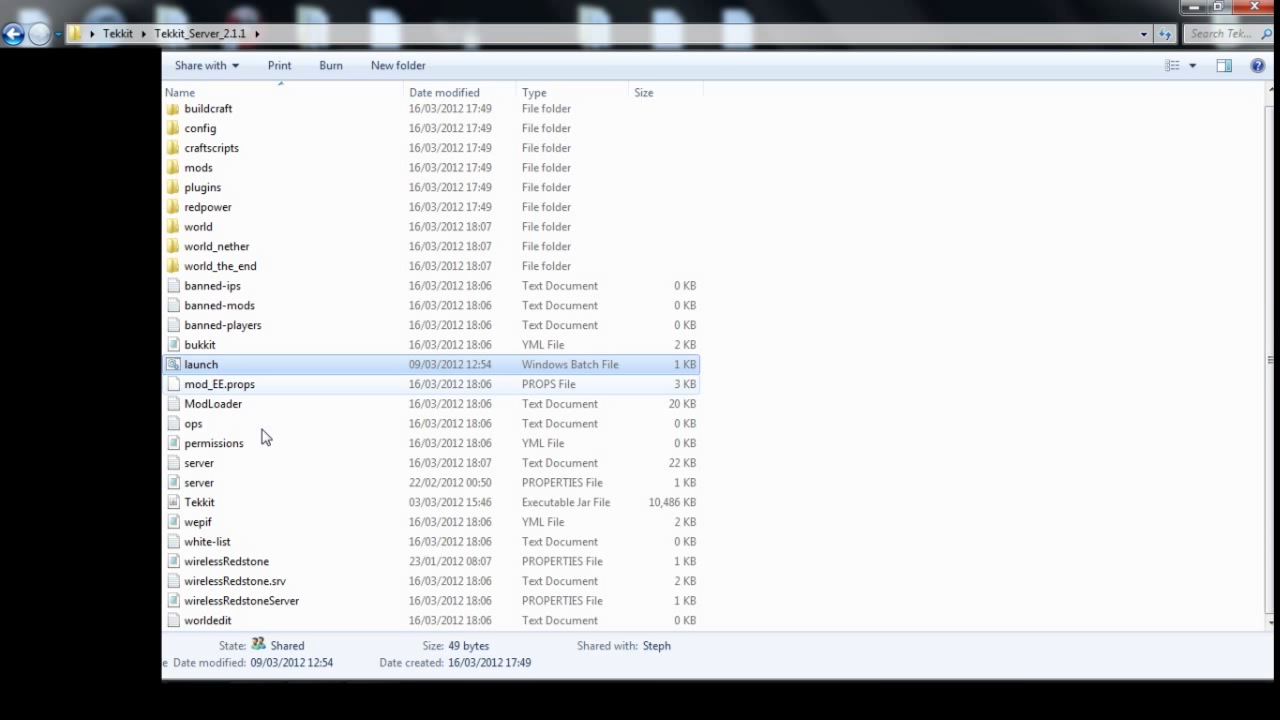 Tekkit Tekkit_Server_2.1.1 Search Tek...
Share with Print Burn New folder
Name Date modified Type Size
buildcraft 16/03/2012 17:49 File folder
config 16/03/2012 17:49 File folder
craftscripts 16/03/2012 17:49 File folder
mods 16/03/2012 17:49 File folder
plugins 16/03/2012 17:49 File folder
redpower 16/03/2012 17:49 File folder
world 16/03/2012 18:07 File folder
world_nether 16/03/2012 18:07 File folder
world_the_end 16/03/2012 18:07 File folder
banned-ips 16/03/2012 18:06 Text Document 0 KB
banned-mods 16/03/2012 18:06 Text Document 0 KB
banned-players 16/03/2012 18:06 Text Document 0 KB
bukkit 16/03/2012 18:06 YML File 2 KB
launch 09/03/2012 12:54 Windows Batch File 1 KB
mod_EE.props 16/03/2012 18:06 PROPS File 3 KB
ModLoader 16/03/2012 18:06 Text Document 20 KB
ops 16/03/2012 18:06 Text Document 0 KB
permissions 16/03/2012 18:06 YML File 0 KB
server 16/03/2012 18:07 Text Document 22 KB
server 22/02/2012 00:50 PROPERTIES File 1 KB
Tekkit 03/03/2012 15:46 Executable Jar File 10,486 KB
wepif 16/03/2012 18:06 YML File 2 KB
white-list 16/03/2012 18:06 Text Document 0 KB
wirelessRedstone 23/01/2012 08:07 PROPERTIES File 1 KB
wirelessRedstone.srv 16/03/2012 18:06 Text Document 2 KB
wirelessRedstoneServer 16/03/2012 18:06 PROPERTIES File 1 KB
worldedit 16/03/2012 18:06 Text Document 0 KB
State: Shared Size: 49 bytes Shared with: Steph
e Date modified: 09/03/2012 12:54 Date created: 16/03/2012 17:49